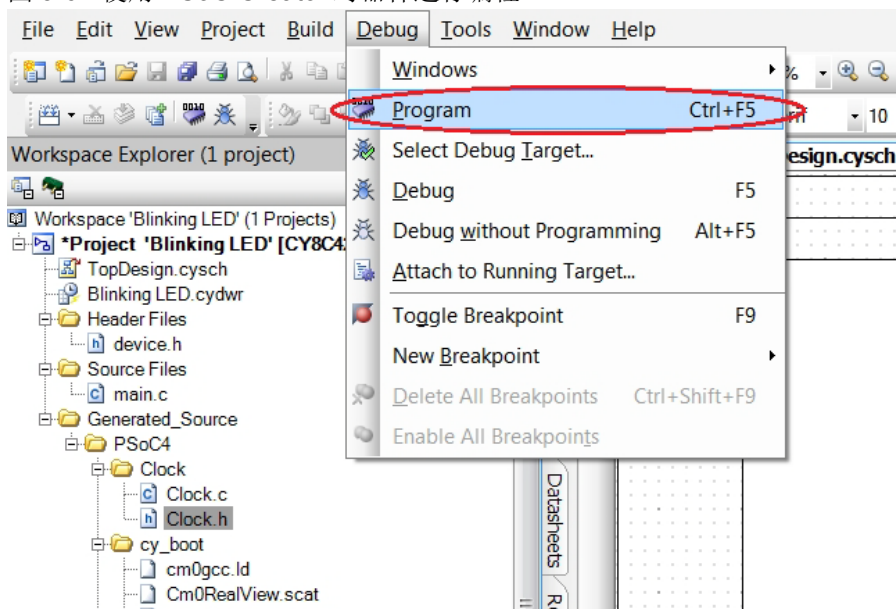 File Edit View Project Build Debug Tools Window Help
Windows
Program Ctrl+F5
10
Workspace Explorer (1 project)
Select Debug Target...
esign.cysch
Debug F5
Workspace 'Blinking LED' (1 Projects)
*Project 'Blinking LED' [CY8C42
Debug without Programming Alt+F5
TopDesign.cysch
Attach to Running Target...
Blinking LED.cydwr
Header Files
Toggle Breakpoint F9
device.h
New Breakpoint
Source Files
main.c
Delete All Breakpoints Ctrl+Shift+F9
Generated_Source
Enable All Breakpoints
PSoC4
Clock
Clock.c
Datasheets
Clock.h
cy_boot
cm0gcc.ld
Cm0RealView.scat